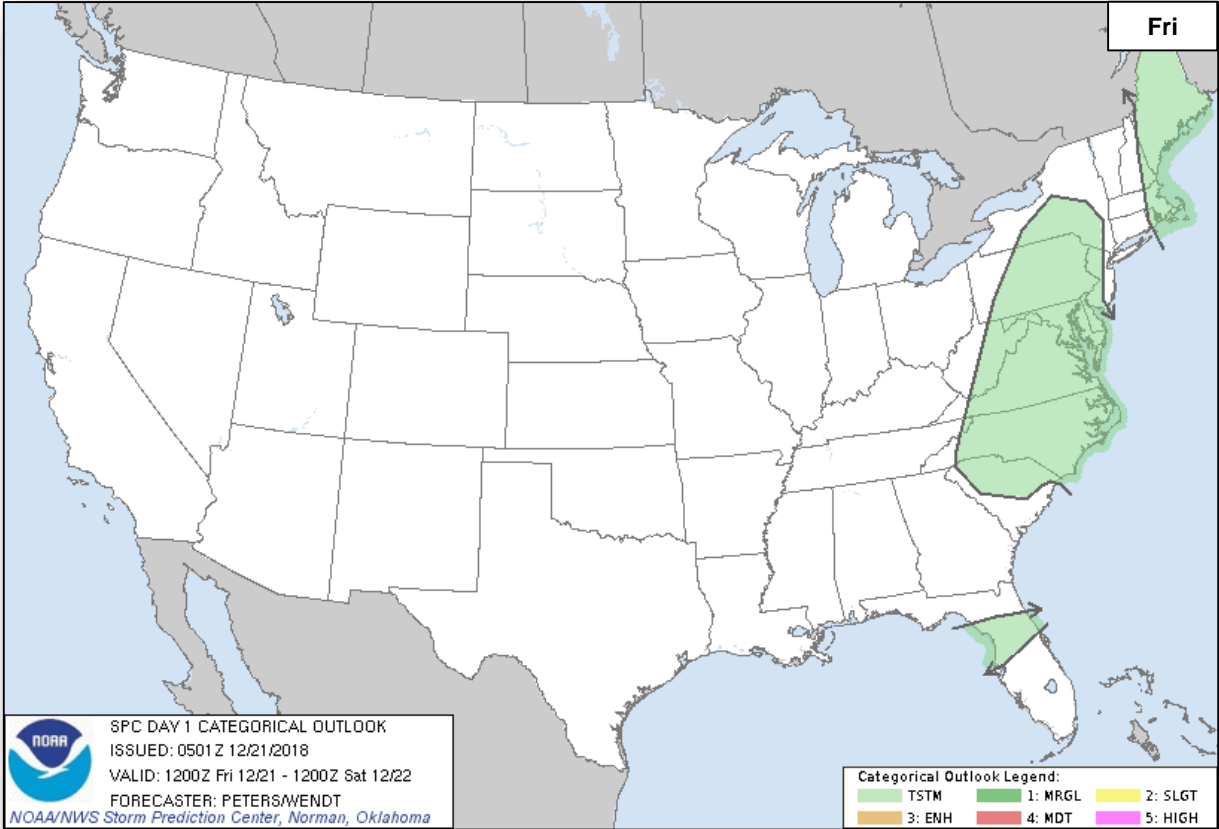 Fri
NOAA
SPC DAY 1 CATEGORICAL OUTLOOK
ISSUED: 0501Z 12/21/2018
VALID: 1200Z Fri 12/21 - 1200Z Sat 12/22
FORECASTER: PETERS/WENDT
NOAA/NWS Storm Prediction Center, Norman, Oklahoma
Categorical Outlook Legend:
TSTM 1: MRGL 2: SLGT
3: ENH 4: MDT 5: HIGH